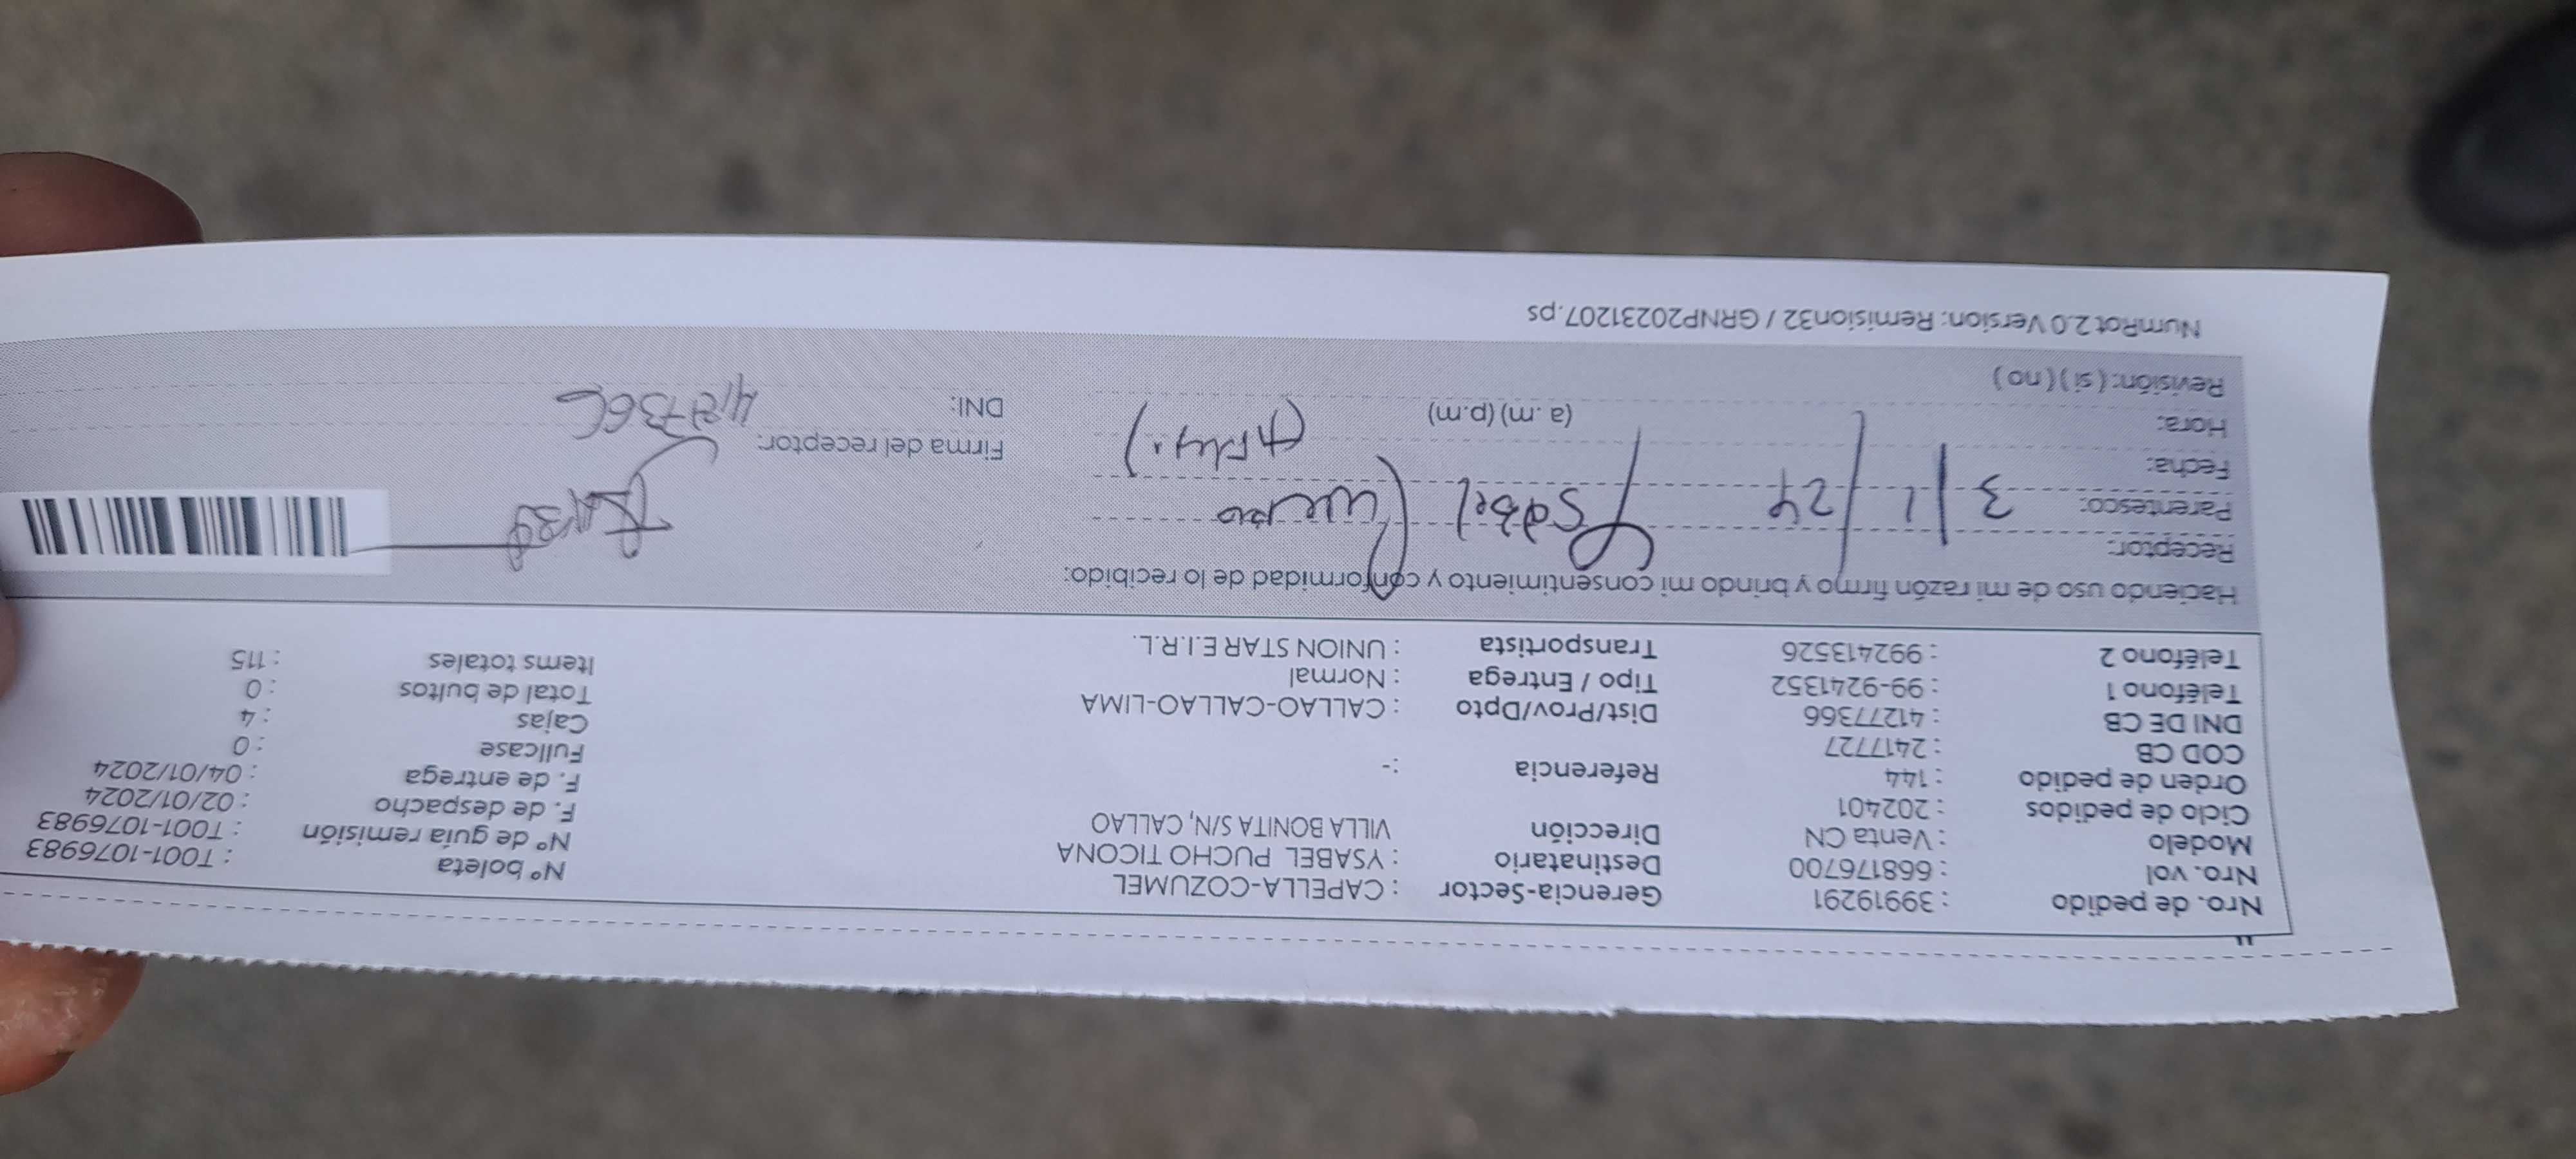 Nro. de pedido : 39919291 Gerencia-Sector : CAPELLA-COZUMEL Nº boleta : T001-1076983
Nro. vol : 668176700 Destinatario : YSABEL PUCHO TICONA Nº de guía remisión : T001-1076983
Modelo : Venta CN Dirección VILLA BONITA S/N, CALLAO F. de despacho : 02/01/2024
Ciclo de pedidos : 202401 F. de entrega : 04/01/2024
Orden de pedido : 144 Referencia :- Fullcase : 0
COD CB : 2417727 Cajas : 4
DNI DE CB : 41277366 Dist/Prov/Dpto : CALLAO-CALLAO-LIMA Total de bultos : 0
Teléfono 1 : 99-9241352 Tipo / Entrega : Normal Items totales : 115
Teléfono 2 : 992413526 Transportista : UNION STAR E.I.R.L.
Haciendo uso de mi razón firmo y brindo mi consentimiento y conformidad de lo recibido:
Receptor:
Parentesco: 3/1/24 Ysabel
Fecha:
Hora: (a .m) (p.m) Firma del receptor:
Revisión: ( si ) ( no ) DNI:
NumRot 2.0 Version: Remision32 / GRNP20231207.ps